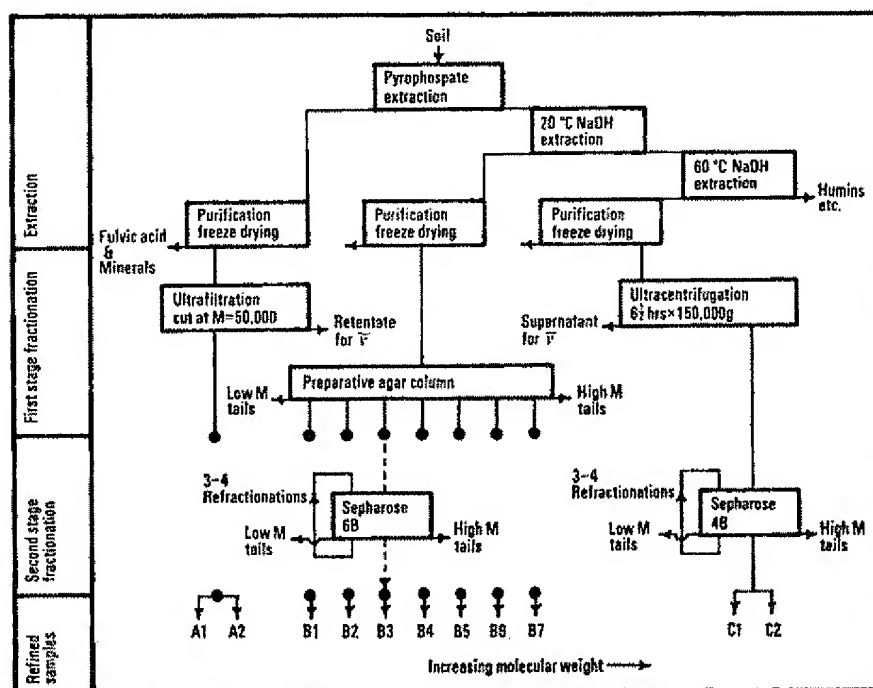 Soil
Pyrophospate
extraction
20 °C NaOH
extraction
60 °C NaOH
extraction
Humins
etc.
Extraction
Purification
freeze drying
Purification
freeze drying
Purification
freeze drying
Fulvic acid
&
Minerals
First stage fractionation
Ultrafiltration
cut at M=50,000
Retentate
for v̅
Ultracentrifugation
6½ hrs×150,000g
Supernatant
for v̅
Preparative agar column
Low M
tails
High M
tails
Second stage
fractionation
3-4
Refractionations
Sepharose
6B
Low M
tails
High M
tails
3-4
Refractionations
Sepharose
4B
Low M
tails
High M
tails
Refined
samples
A1 A2 B1 B2 B3 B4 B5 B6 B7 C1 C2
Increasing molecular weight